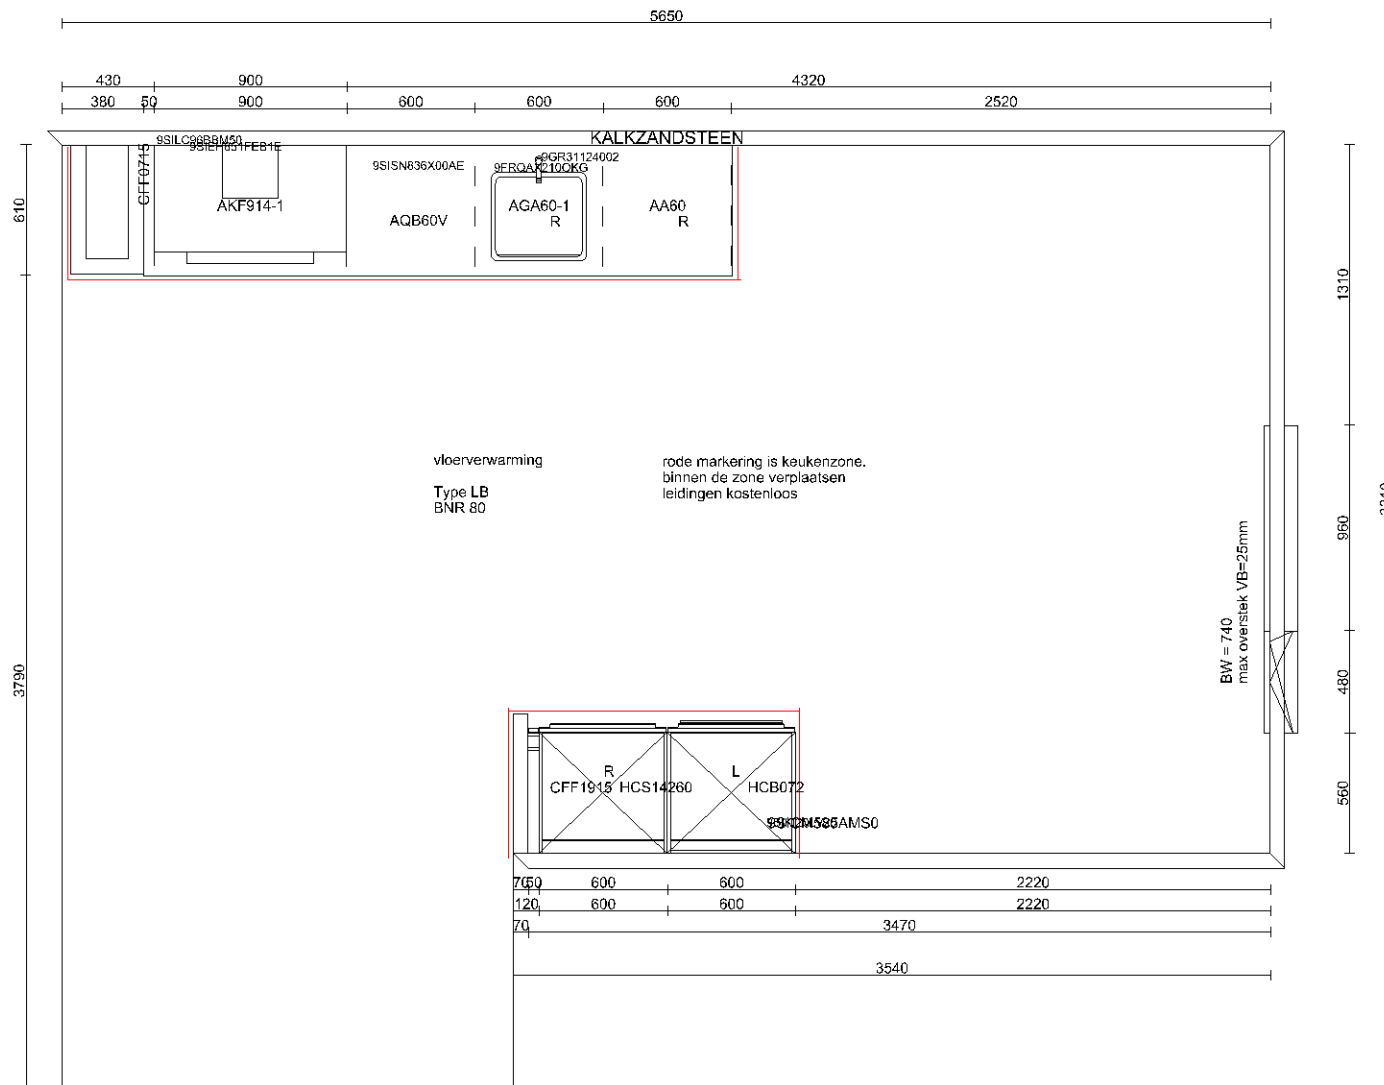 5650
430 900 4320
380 50 900 600 600 600 2520
KALKZANDSTEEN
9SILC96BBM50
9SIEH651FEB1E
9SISN836X00AE
9GR31124002
9FRQAX210OKG
CFF0715
AKF914-1
AQB60V
AGA60-1
R
AA60
R
610
3790
1310
960
480
560
vloerverwarming
Type LB
BNR 80
rode markering is keukenzone.
binnen de zone verplaatsen
leidingen kostenloos
BW = 740
max overstek VB=25mm
R
L
CFF1915 HCS14260
HCB072
70 50 600 600 2220
120 600 600 2220
70 3470
3540